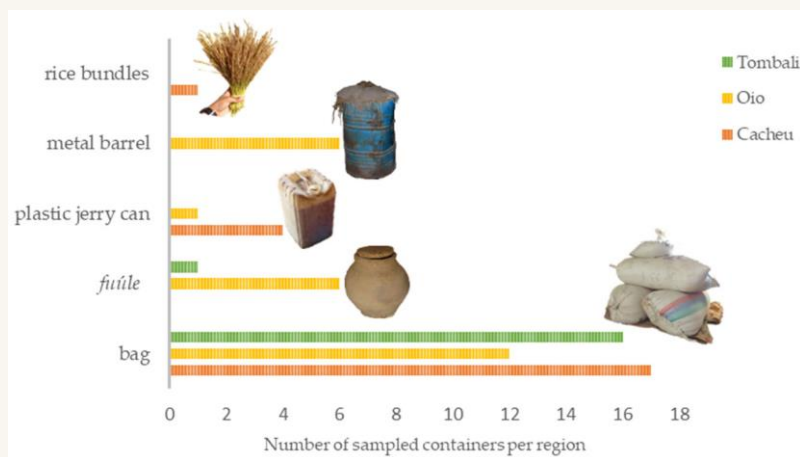 rice bundles
metal barrel
plastic jerry can
fuúle
bag
0 2 4 6 8 10 12 14 16 18
Number of sampled containers per region
Tombali
Oio
Cacheu